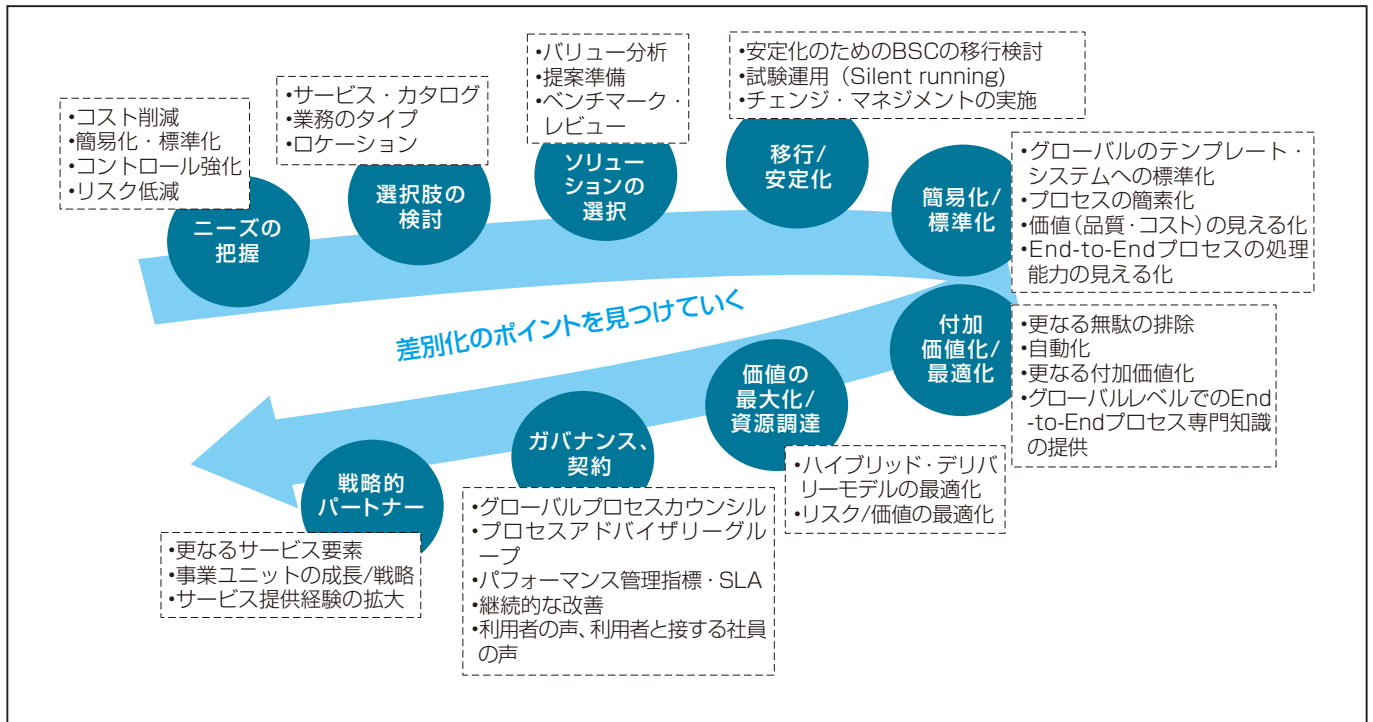 •コスト削減
•簡易化・標準化
•コントロール強化
•リスク低減
ニーズの
把握
•サービス・カタログ
•業務のタイプ
•ロケーション
選択肢の
検討
•バリュー分析
•提案準備
•ベンチマーク・
レビュー
ソリュー
ションの
選択
•安定化のためのBSCの移行検討
•試験運用（Silent running)
•チェンジ・マネジメントの実施
移行/
安定化
簡易化/
標準化
•グローバルのテンプレート・
システムへの標準化
•プロセスの簡素化
•価値（品質・コスト）の見える化
•End-to-Endプロセスの処理
能力の見える化
差別化のポイントを見つけていく
付加
価値化/
最適化
•更なる無駄の排除
•自動化
•更なる付加価値化
•グローバルレベルでのEnd
-to-Endプロセス専門知識
の提供
価値の
最大化/
資源調達
•ハイブリッド・デリバ
リーモデルの最適化
•リスク/価値の最適化
ガバナンス、
契約
•グローバルプロセスカウンシル
•プロセスアドバイザリーグル
ープ
•パフォーマンス管理指標・SLA
•継続的な改善
•利用者の声、利用者と接する社員
の声
戦略的
パートナー
•更なるサービス要素
•事業ユニットの成長/戦略
•サービス提供経験の拡大